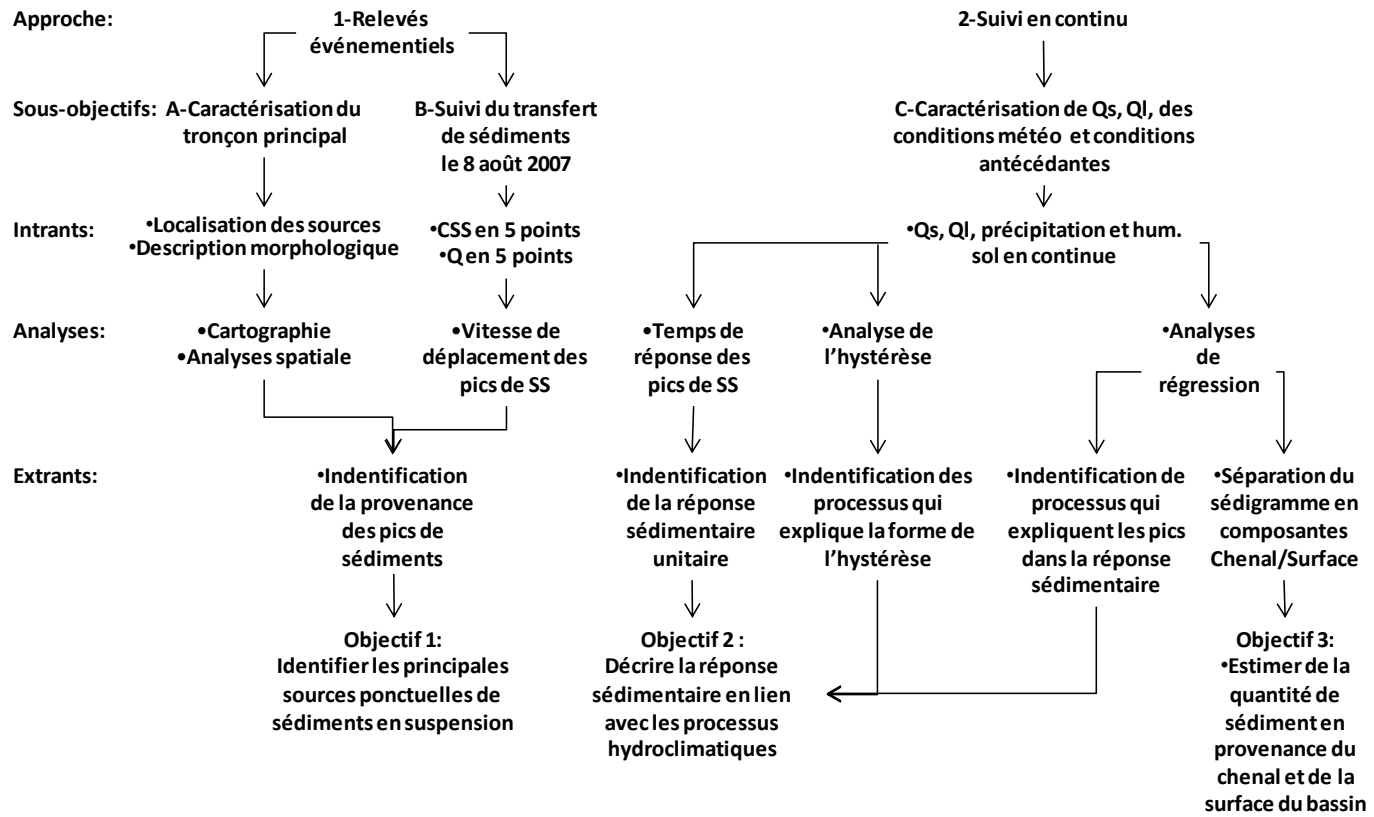 Approche:
1-Relevés
événementiels
2-Suivi en continu
Sous-objectifs:
A-Caractérisation du
tronçon principal
B-Suivi du transfert
de sédiments
le 8 août 2007
C-Caractérisation de Qs, Ql, des
conditions météo et conditions
antécédantes
Intrants:
•Localisation des sources
•Description morphologique
•CSS en 5 points
•Q en 5 points
•Qs, Ql, précipitation et hum.
sol en continue
Analyses:
•Cartographie
•Analyses spatiale
•Vitesse de
déplacement des
pics de SS
•Temps de
réponse des
pics de SS
•Analyse de
l'hystérèse
•Analyses
de
régression
Extrants:
•Indentification
de la provenance
des pics de
sédiments
•Indentification
de la réponse
sédimentaire
unitaire
•Indentification des
processus qui
explique la forme de
l'hystérèse
•Indentification de
processus qui
expliquent les pics
dans la réponse
sédimentaire
•Séparation du
sédigramme en
composantes
Chenal/Surface
Objectif 1:
Identifier les principales
sources ponctuelles de
sédiments en suspension
Objectif 2 :
Décrire la réponse
sédimentaire en lien
avec les processus
hydroclimatiques
Objectif 3:
•Estimer de la
quantité de
sédiment en
provenance du
chenal et de la
surface du bassin